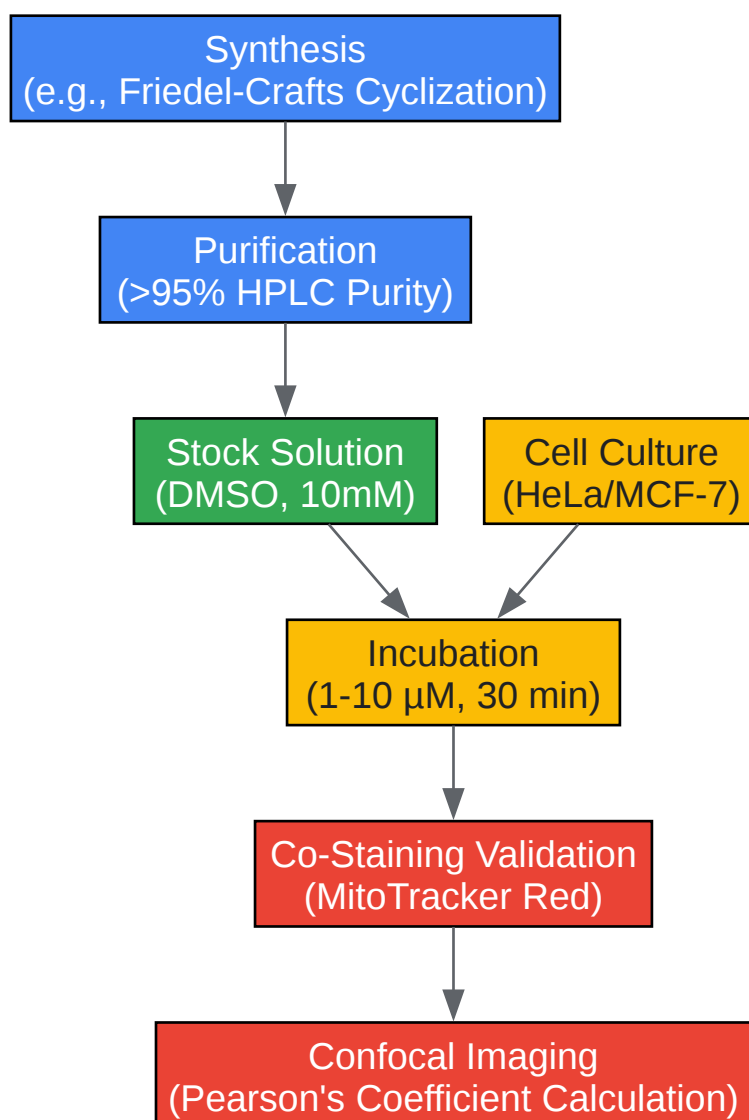 Synthesis
(e.g., Friedel-Crafts Cyclization)
Purification
(>95% HPLC Purity)
Stock Solution
(DMSO, 10mM)
Cell Culture
(HeLa/MCF-7)
Incubation
(1-10 µM, 30 min)
Co-Staining Validation
(MitoTracker Red)
Confocal Imaging
(Pearson's Coefficient Calculation)